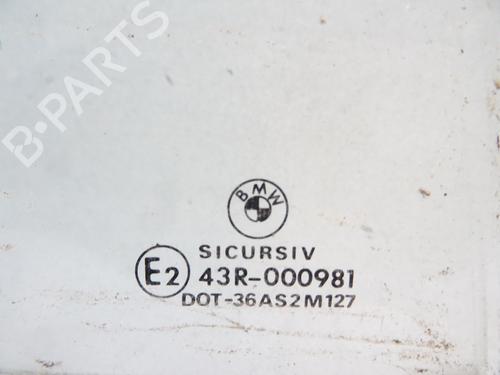 B-PARTS
BMW
SICURSIV
E2 43R-000981
DOT-36AS2M127